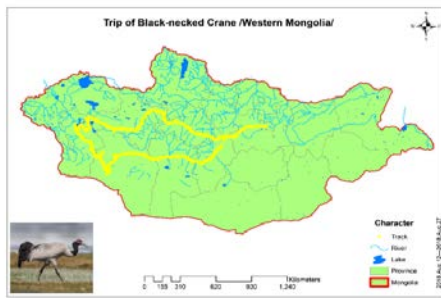 Trip of Black-necked Crane /Western Mongolia/
Character
Track
River
Lake
Province
Mongolia
Kilometers
0 155 310 620 930 1,240